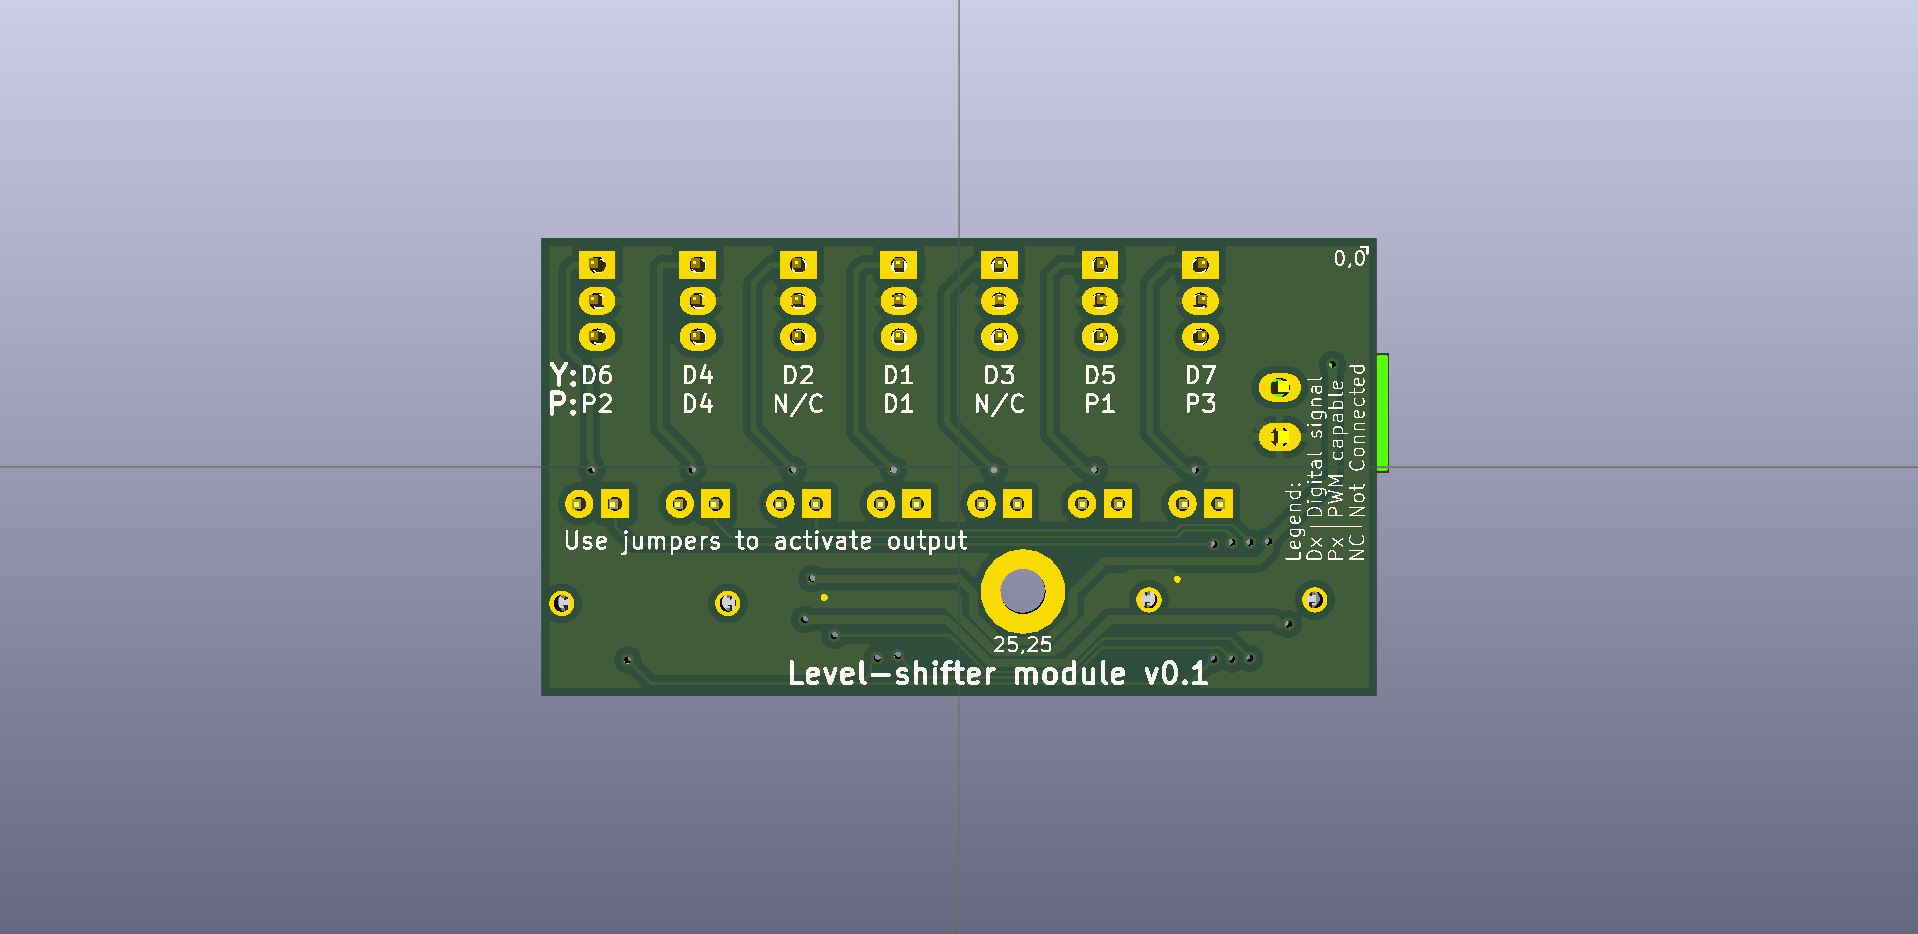 0,0
Y: D6 D4 D2 D1 D3 D5 D7
P: P2 D4 N/C D1 N/C P1 P3
Legend:
Dx | Digital signal
Px | PWM capable
NC | Not Connected
Use jumpers to activate output
25,25
Level-shifter module v0.1